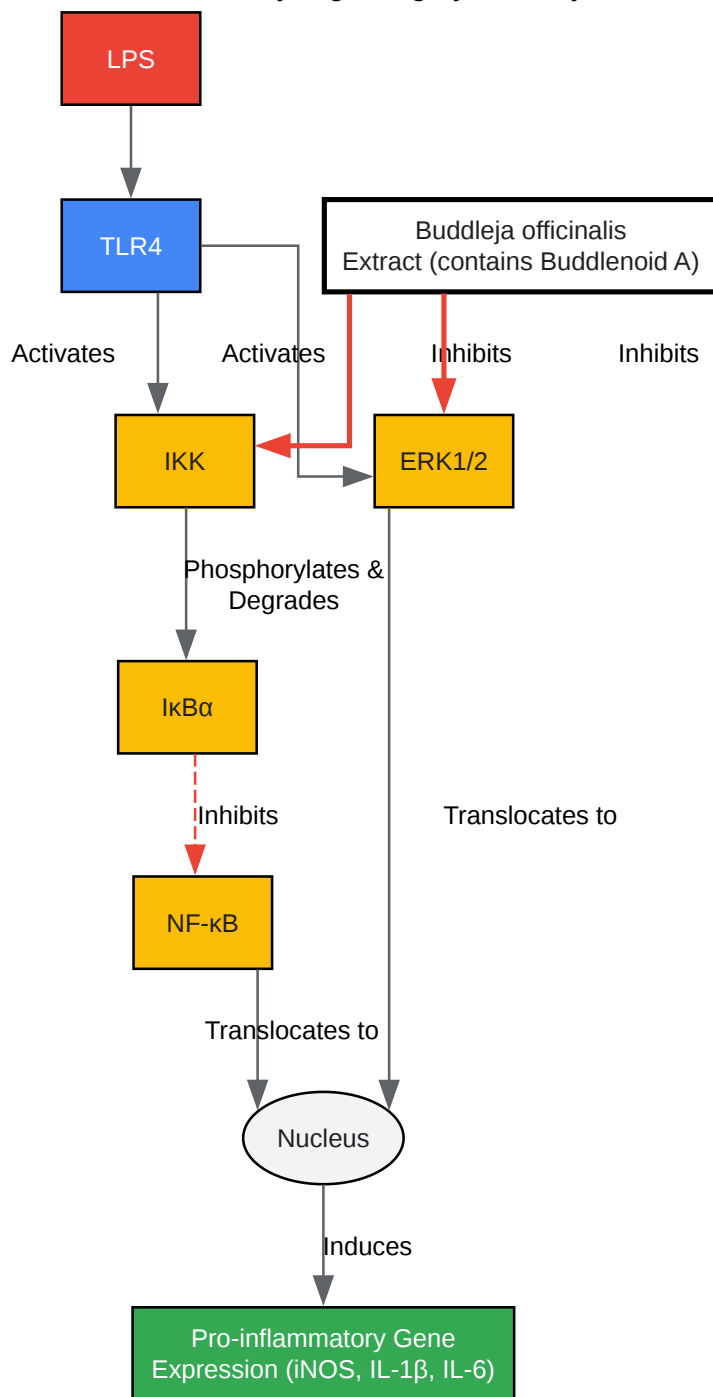 LPS
TLR4
Buddleja officinalis
Extract (contains Buddlenoid A)
Activates
Activates
Inhibits
Inhibits
IKK
ERK1/2
Phosphorylates &
Degrades
IκBα
Inhibits
Translocates to
NF-κB
Translocates to
Nucleus
Induces
Pro-inflammatory Gene
Expression (iNOS, IL-1β, IL-6)